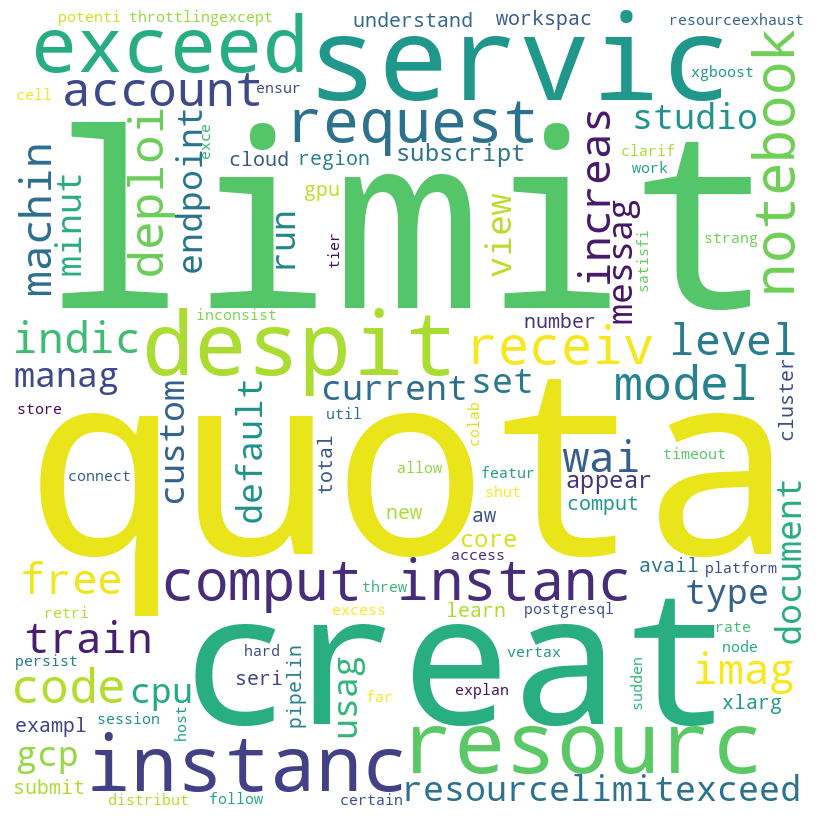 potenti throttlingexcept understand workspac resourceexhaust
exceed servic
cell account ensur xgboost
request studio notebook
cloud region subscript clarif
work
machin minut deploi endpoint exce limit
gpu run tier view increas messag satisfi strang
inconsist number
indic despit receiv level
manag current set model
store custom default util total colab cluster
quota
wai timeout
connect allow featur appear
shut comput
new aw
core
access avail platform
free comput instanc type document
threw
retri excess learn postgresql
train creat rate
persist hard vertax node
code cpu seri usag pipelin far explan sudden imag
xlarg
exampl session host
gcp instanc resourc
submit resourcelimitexceed
distribut follow certain